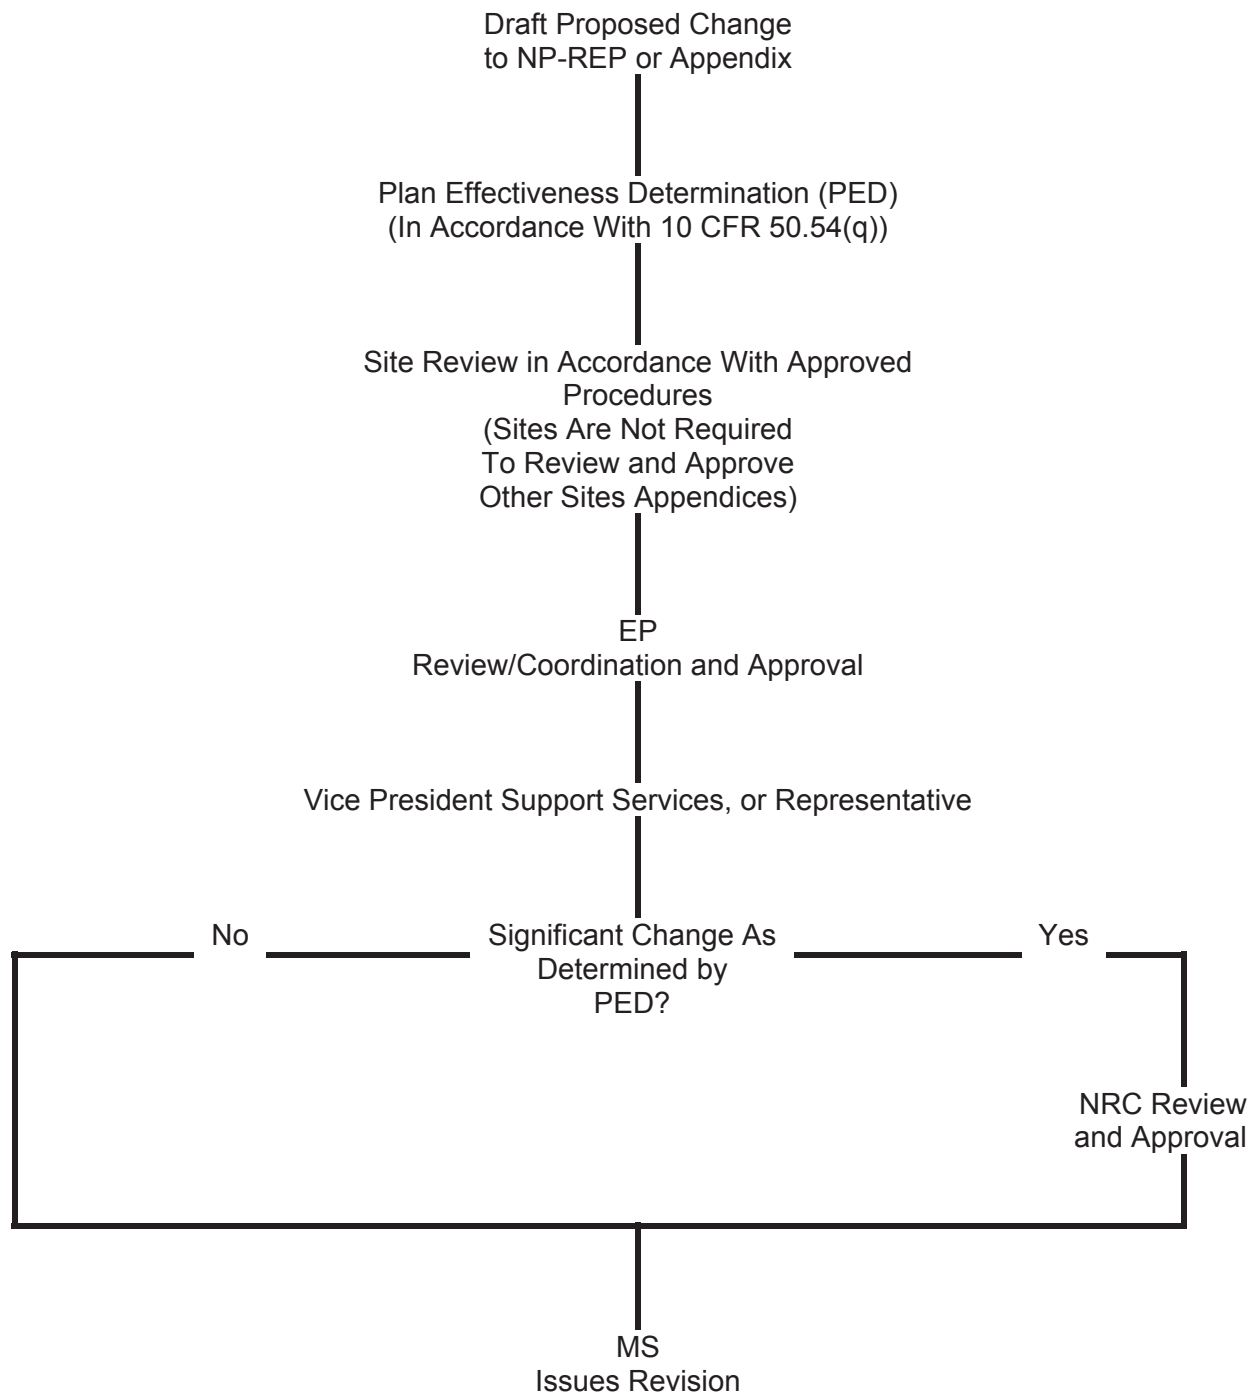 Draft Proposed Change
to NP-REP or Appendix
Plan Effectiveness Determination (PED)
(In Accordance With 10 CFR 50.54(q))
Site Review in Accordance With Approved
Procedures
(Sites Are Not Required
To Review and Approve
Other Sites Appendices)
EP
Review/Coordination and Approval
Vice President Support Services, or Representative
No
Significant Change As
Determined by
PED?
Yes
NRC Review
and Approval
MS
Issues Revision